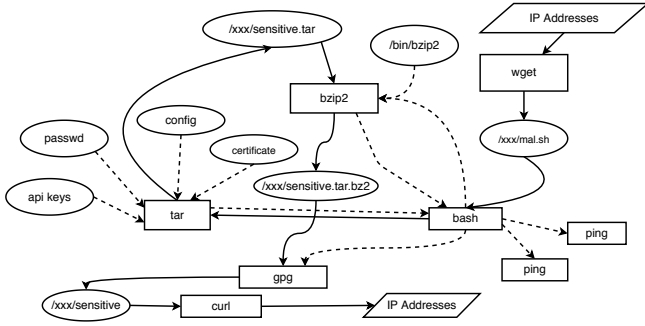 IP Addresses
/xxx/sensitive.tar
/bin/bzip2
wget
bzip2
config
passwd
/xxx/mal.sh
certificate
/xxx/sensitive.tar.bz2
api keys
tar
bash
ping
ping
gpg
/xxx/sensitive
curl
IP Addresses